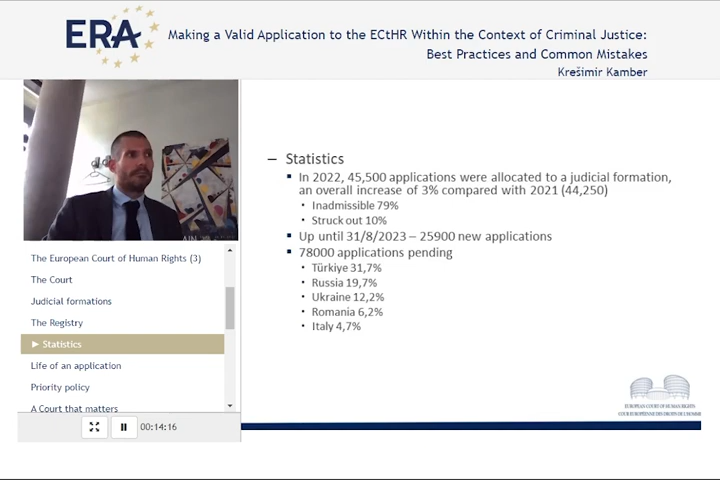 ERA
Making a Valid Application to the ECtHR Within the Context of Criminal Justice:
Best Practices and Common Mistakes
Krešimir Kamber
– Statistics
▪ In 2022, 45,500 applications were allocated to a judicial formation,
an overall increase of 3% compared with 2021 (44,250)
• Inadmissible 79%
• Struck out 10%
▪ Up until 31/8/2023 – 25900 new applications
▪ 78000 applications pending
• Türkiye 31,7%
• Russia 19,7%
• Ukraine 12,2%
• Romania 6,2%
• Italy 4,7%
The European Court of Human Rights (3)
The Court
Judicial formations
The Registry
► Statistics
Life of an application
Priority policy
A Court that matters
00:14:16
EUROPEAN COURT OF HUMAN RIGHTS
COUR EUROPÉENNE DES DROITS DE L'HOMME